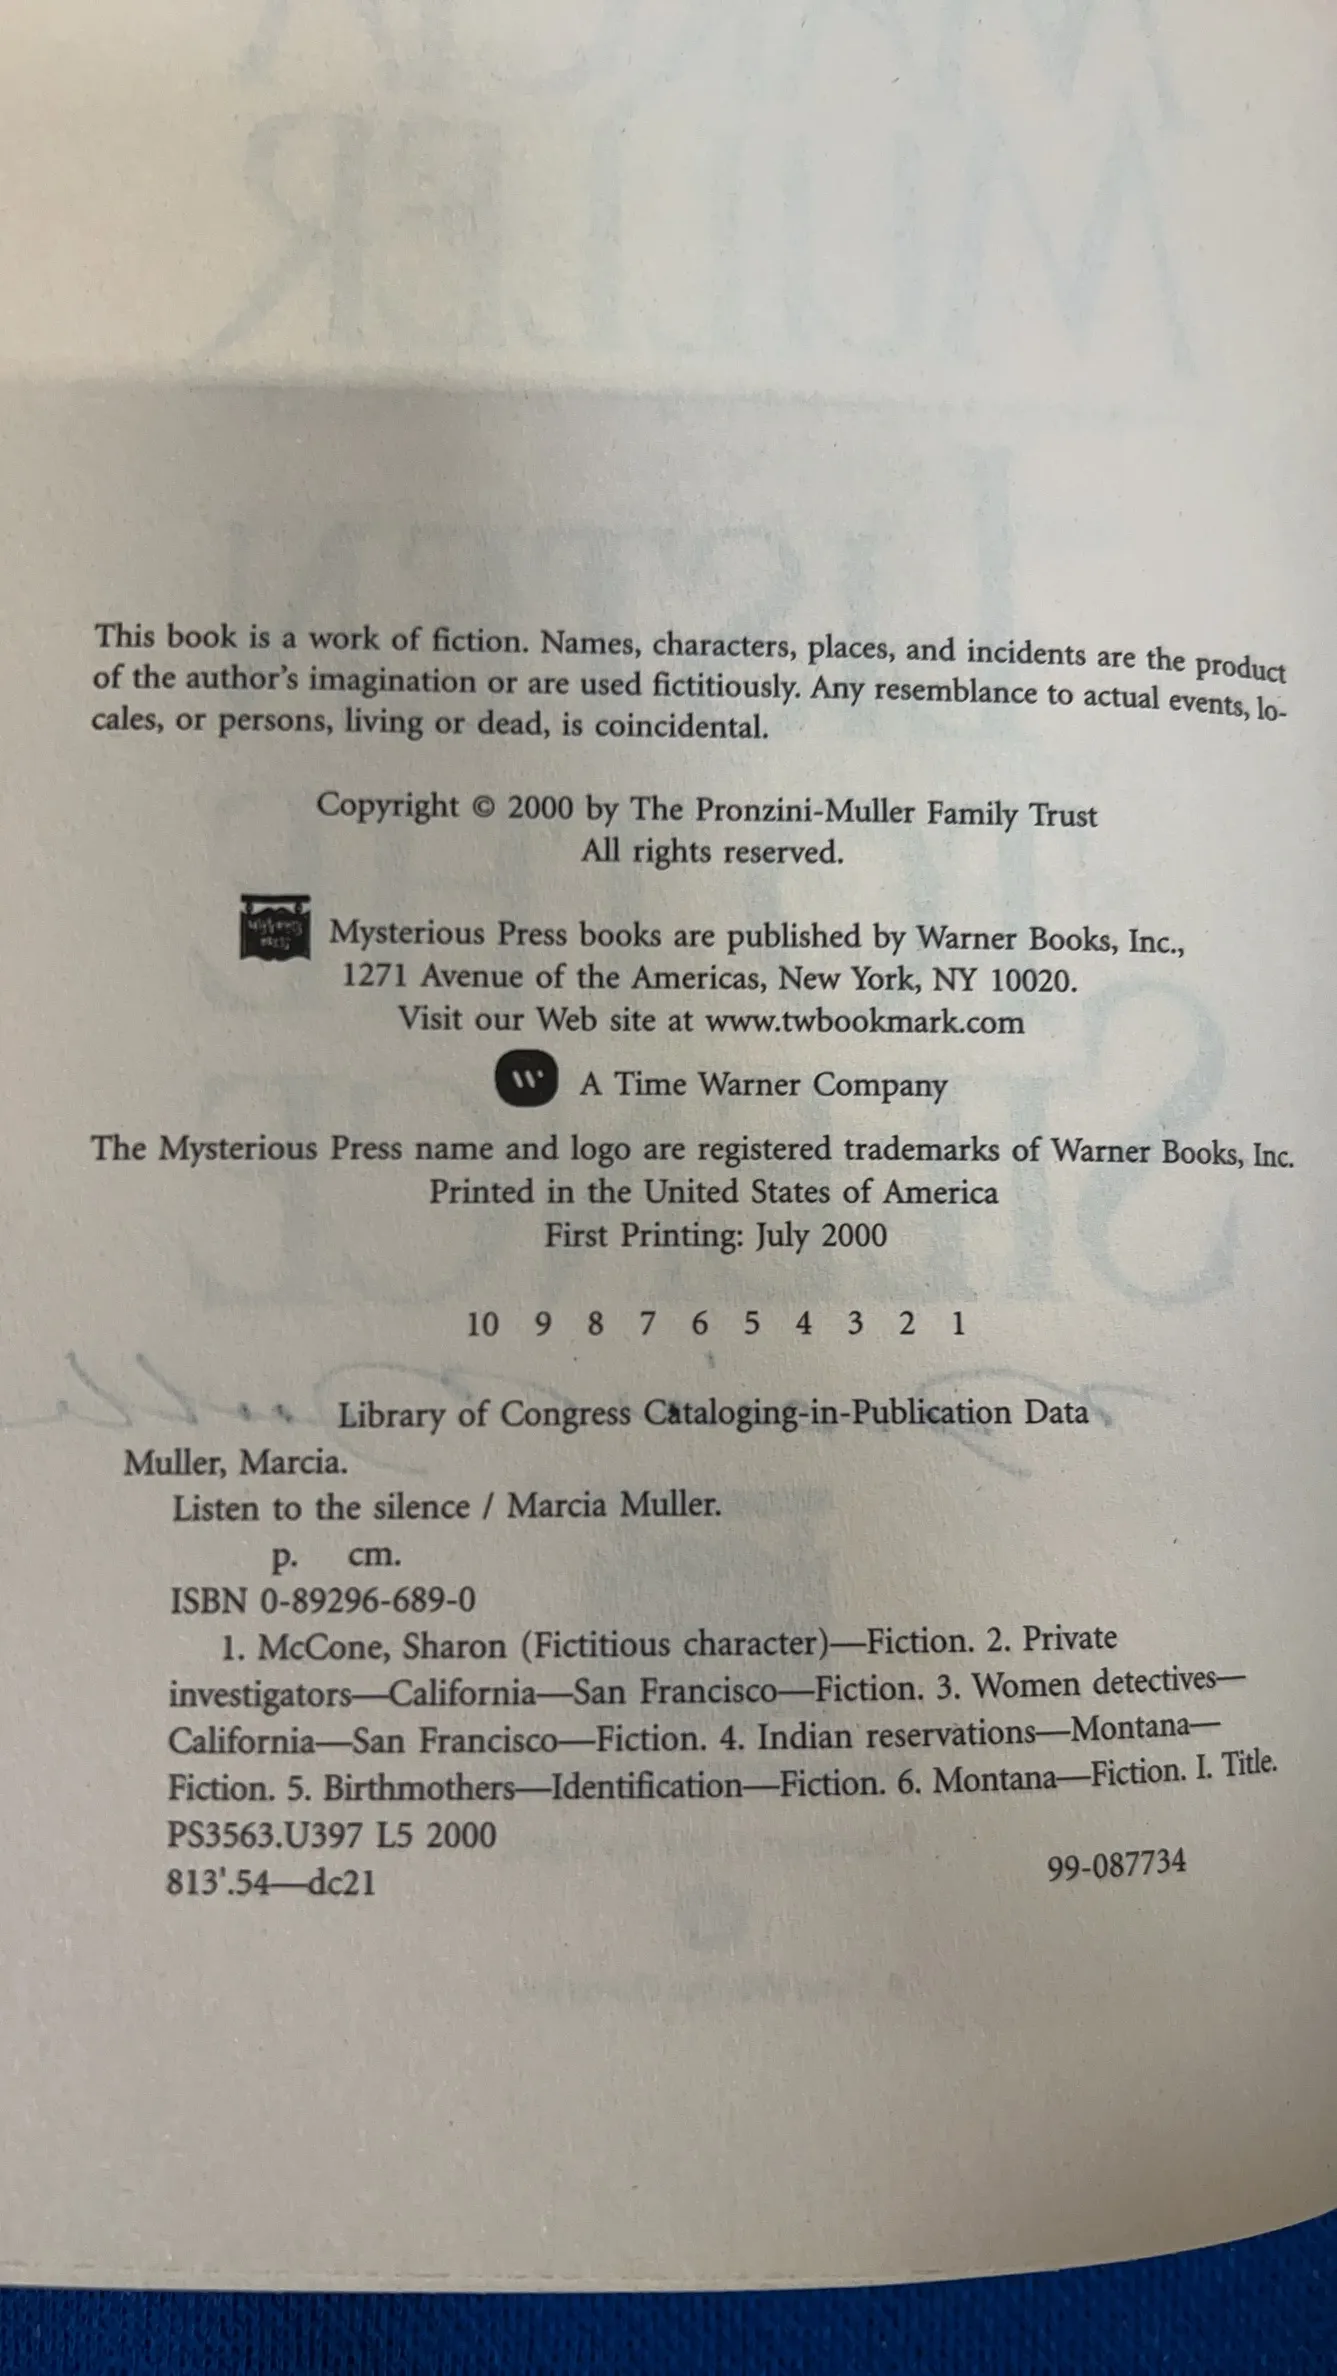 This book is a work of fiction. Names, characters, places, and incidents are the product
of the author's imagination or are used fictitiously. Any resemblance to actual events, lo-
cales, or persons, living or dead, is coincidental.
Copyright © 2000 by The Pronzini-Muller Family Trust
All rights reserved.
Mysterious Press books are published by Warner Books, Inc.,
1271 Avenue of the Americas, New York, NY 10020.
Visit our Web site at www.twbookmark.com
A Time Warner Company
The Mysterious Press name and logo are registered trademarks of Warner Books, Inc.
Printed in the United States of America
First Printing: July 2000
10 9 8 7 6 5 4 3 2 1
Library of Congress Cataloging-in-Publication Data
Muller, Marcia.
Listen to the silence / Marcia Muller.
p. cm.
ISBN 0-89296-689-0
1. McCone, Sharon (Fictitious character)—Fiction. 2. Private
investigators—California—San Francisco—Fiction. 3. Women detectives—
California—San Francisco—Fiction. 4. Indian reservations—Montana—
Fiction. 5. Birthmothers—Identification—Fiction. 6. Montana—Fiction. I. Title.
PS3563.U397 L5 2000
813'.54—dc21 99-087734